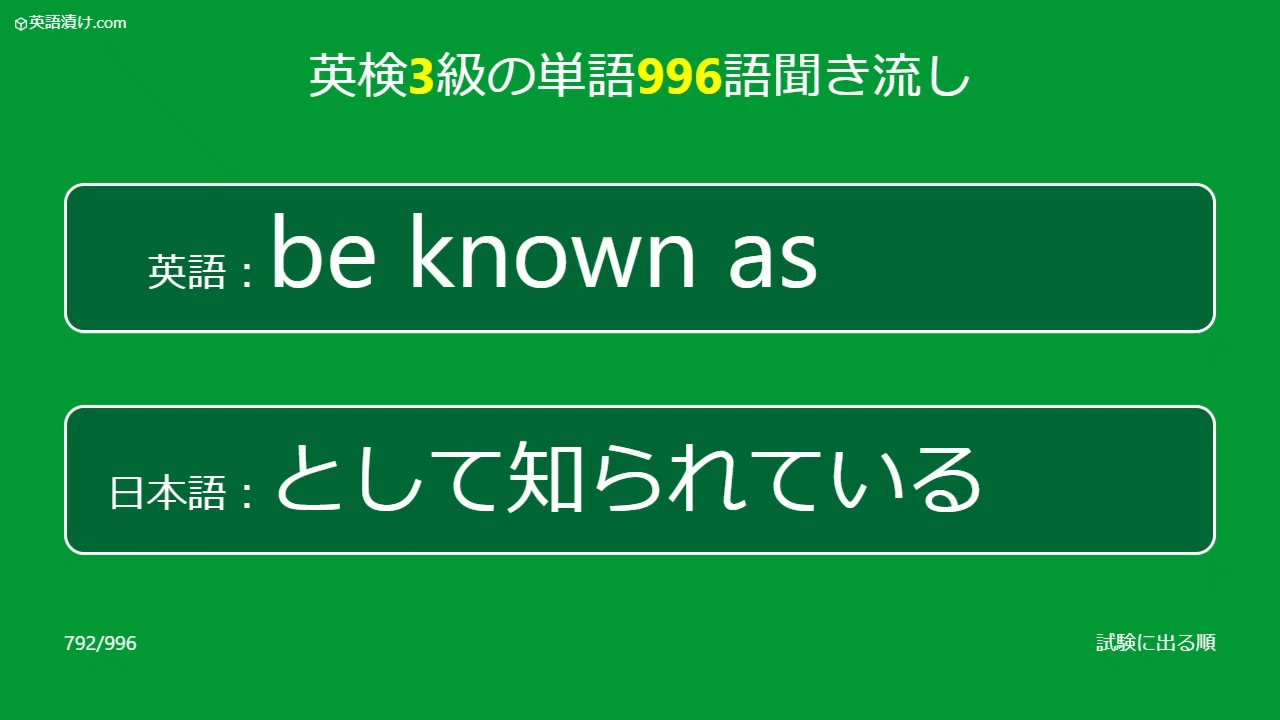 英語漬け.com
英検3級の単語996語聞き流し
英語：be known as
日本語：として知られている
792/996
試験に出る順